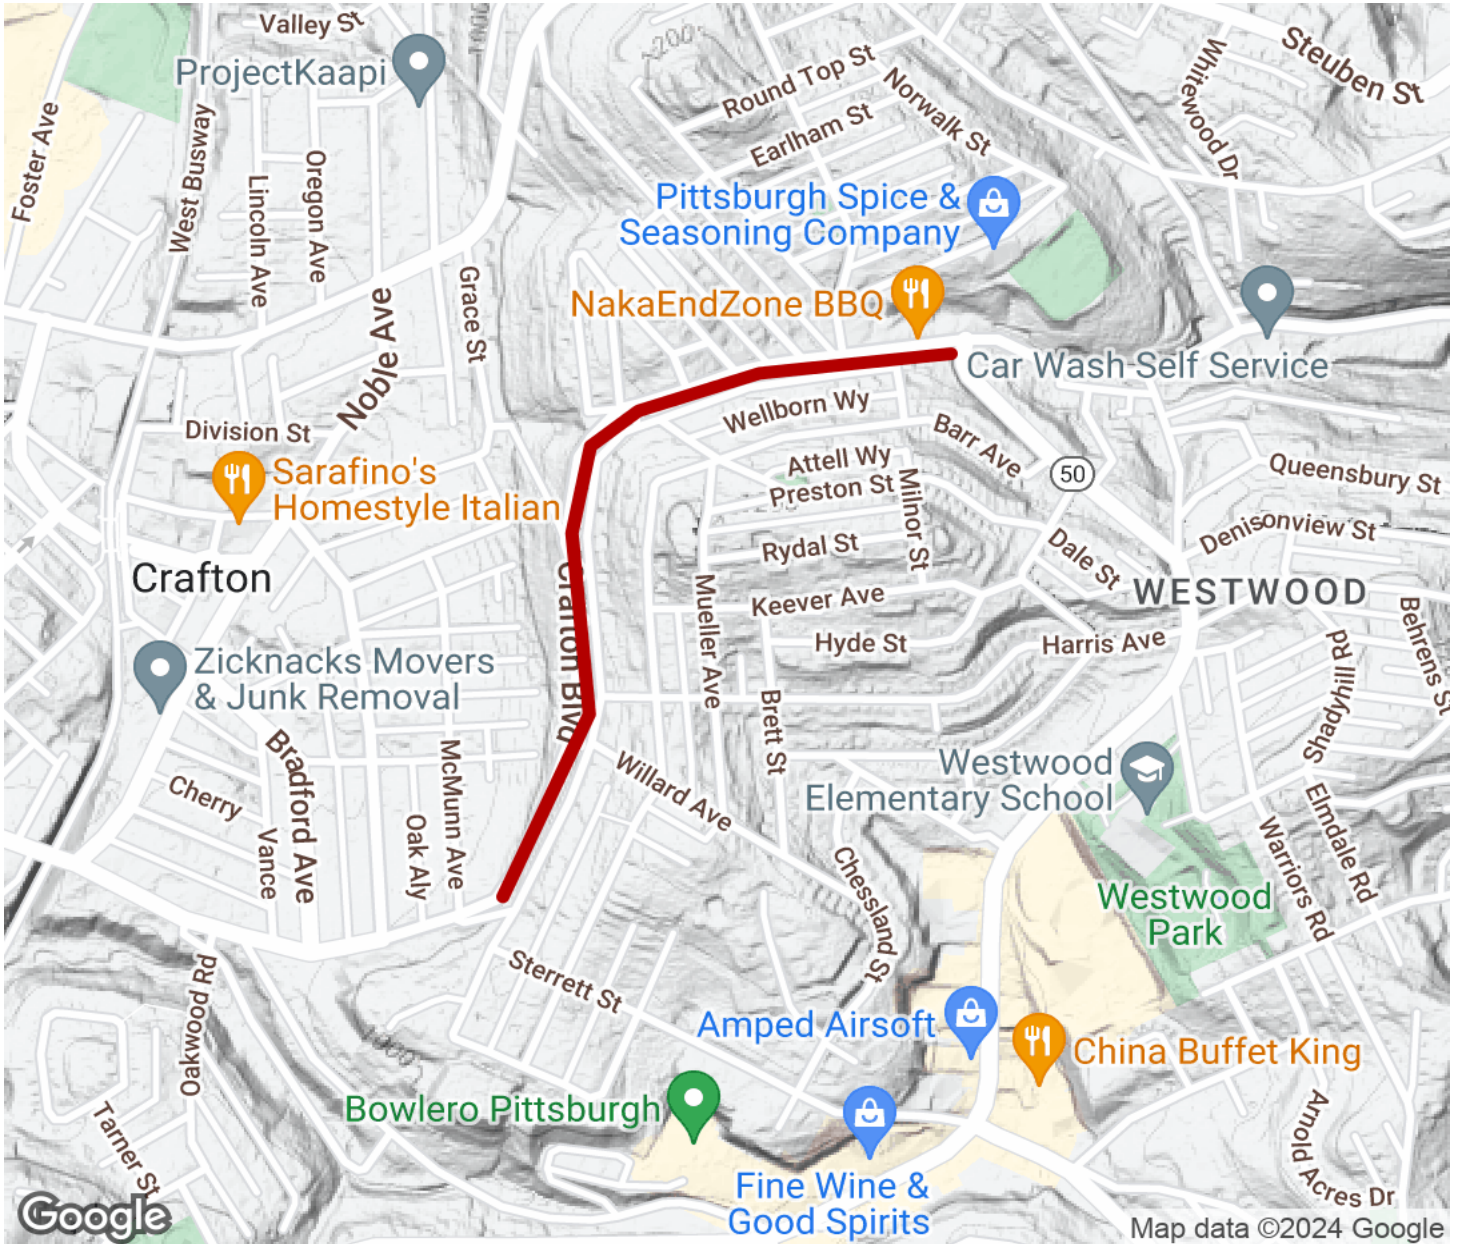 Valley St
ProjectKaapi
Steuben St
Round Top St
Norwalk St
Whitewood Dr
Earlham St
Foster Ave
West Busway
Lincoln Ave
Oregon Ave
Pittsburgh Spice &
Seasoning Company
NakaEndZone BBQ
Grace St
Noble Ave
Car Wash Self Service
Division St
Wellborn Wy
Barr Ave
Sarafino's
Homestyle Italian
Attell Wy
Preston St
Milnor St
50
Queensbury St
Denisonview St
Rydal St
Dale St
Crafton
Crafton Blvd
Mueller Ave
Keever Ave
WESTWOOD
Behrens St
Hyde St
Harris Ave
Shadyhill Rd
Zicknacks Movers
& Junk Removal
Brett St
Bradford Ave
McMunn Ave
Willard Ave
Westwood
Elementary School
Cherry
Vance
Oak Aly
Chessland St
Warriors Rd
Elmdale Rd
Westwood
Park
Oakwood Rd
Sterrett St
Amped Airsoft
China Buffet King
Bowlero Pittsburgh
Tarner St
Arnold Acres Dr
Fine Wine &
Good Spirits
Google
Map data ©2024 Google